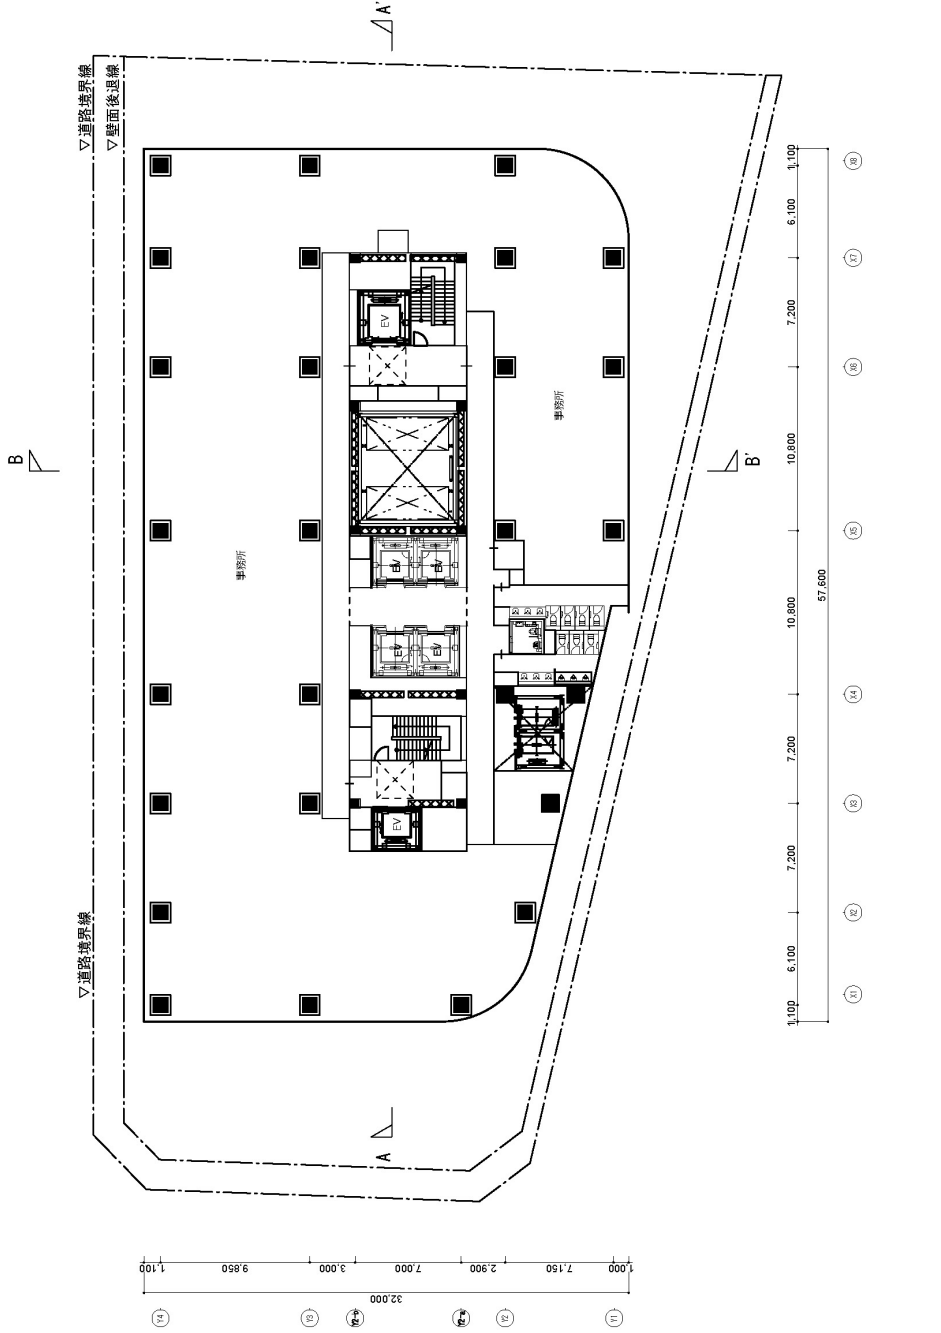 A'
▽道路境界線
▽壁面後退線
1,100
X8
6,100
X7
7,200
EV
X6
事務所
B
B'
10,800
X5
事務所
EV
EV
57,600
10,800
EV
EV
X4
7,200
X3
EV
7,200
▽道路境界線
X2
6,100
X1
1,100
A
1,100
9,850
3,000
7,000
2,900
7,150
1,000
32,000
Y4
Y3
Y2-b
Y2-a
Y2
Y1